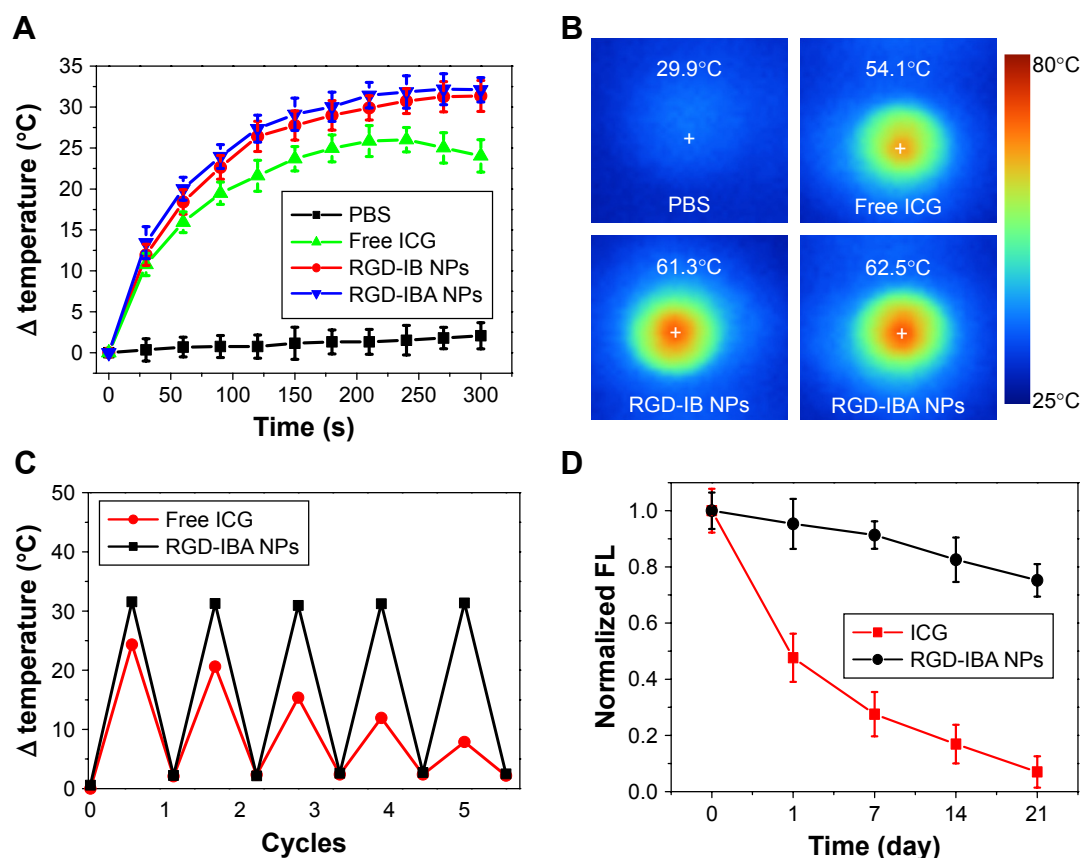 A
Δ temperature (°C)
35
30
25
20
15
10
5
0
PBS
Free ICG
RGD-IB NPs
RGD-IBA NPs
0 50 100 150 200 250 300
Time (s)
B
29.9°C
PBS
54.1°C
Free ICG
61.3°C
RGD-IB NPs
62.5°C
RGD-IBA NPs
80°C
25°C
C
Δ temperature (°C)
50
40
30
20
10
0
Free ICG
RGD-IBA NPs
0 1 2 3 4 5
Cycles
D
Normalized FL
1.0
0.8
0.6
0.4
0.2
0.0
ICG
RGD-IBA NPs
0 1 7 14 21
Time (day)